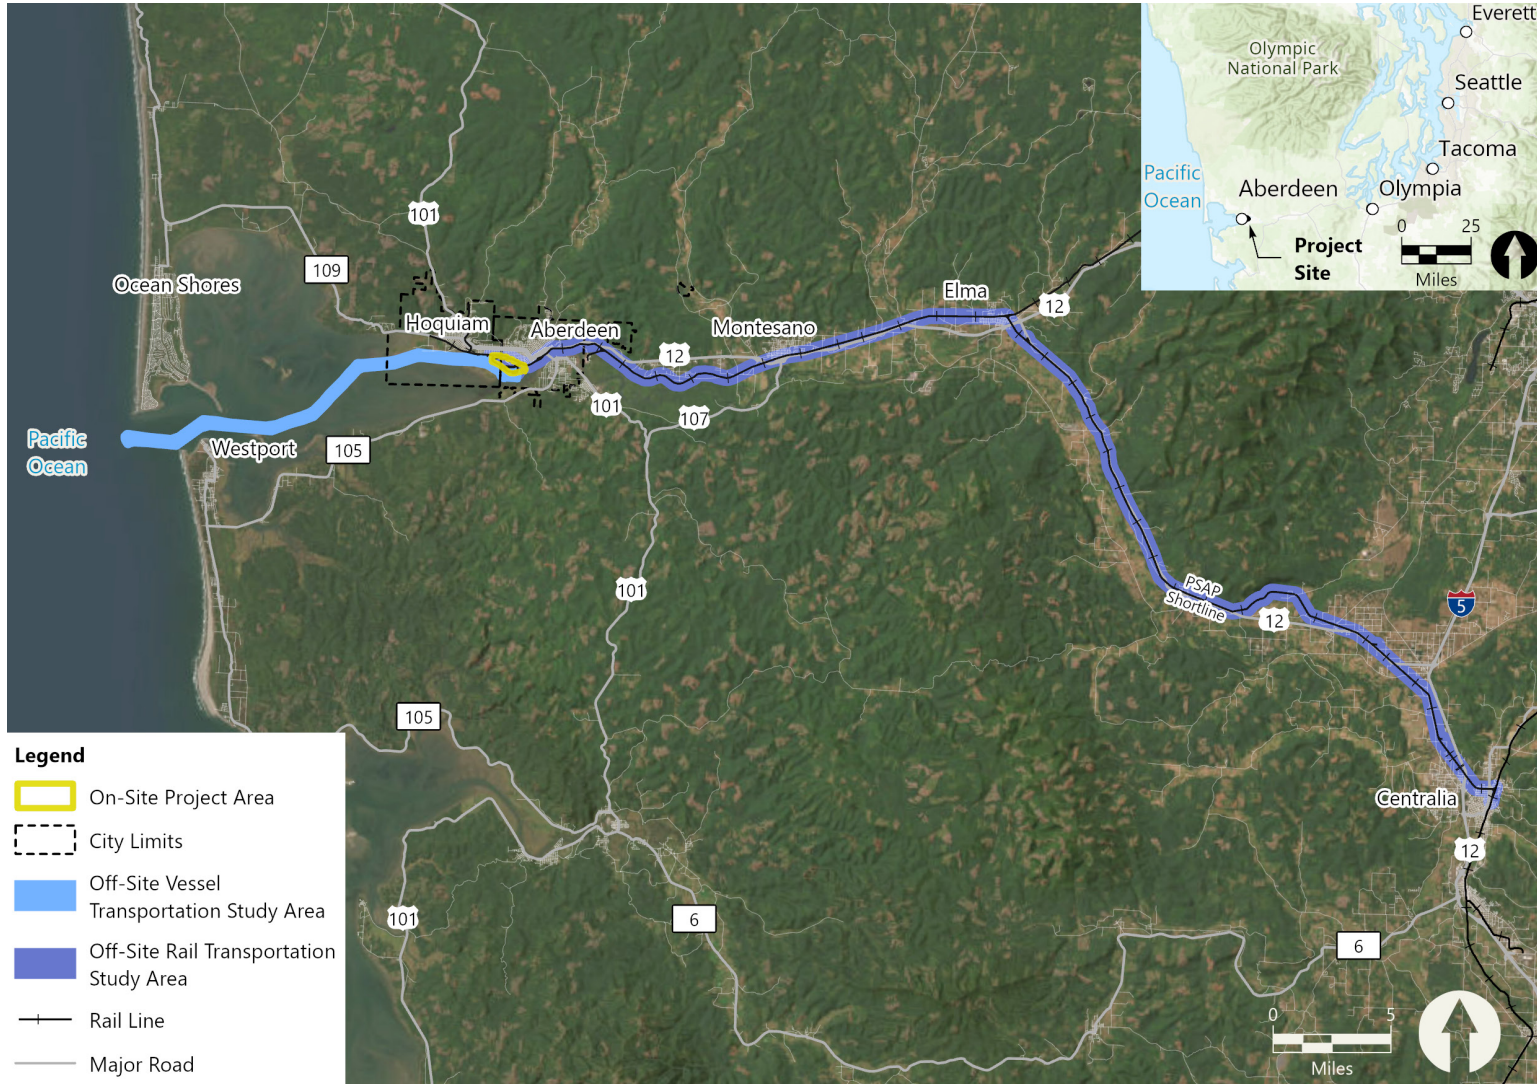 Everett
Olympic
National Park
Seattle
Tacoma
Pacific
Ocean
Aberdeen
Olympia
Project
Site
0 25
Miles
101
109
Ocean Shores
Hoquiam
Aberdeen
Montesano
Elma
12
12
101
107
Pacific
Ocean
Westport
105
101
PSAP
Shortline
12
5
105
Centralia
12
101
6
6
0 5
Miles
Legend
On-Site Project Area
City Limits
Off-Site Vessel
Transportation Study Area
Off-Site Rail Transportation
Study Area
Rail Line
Major Road